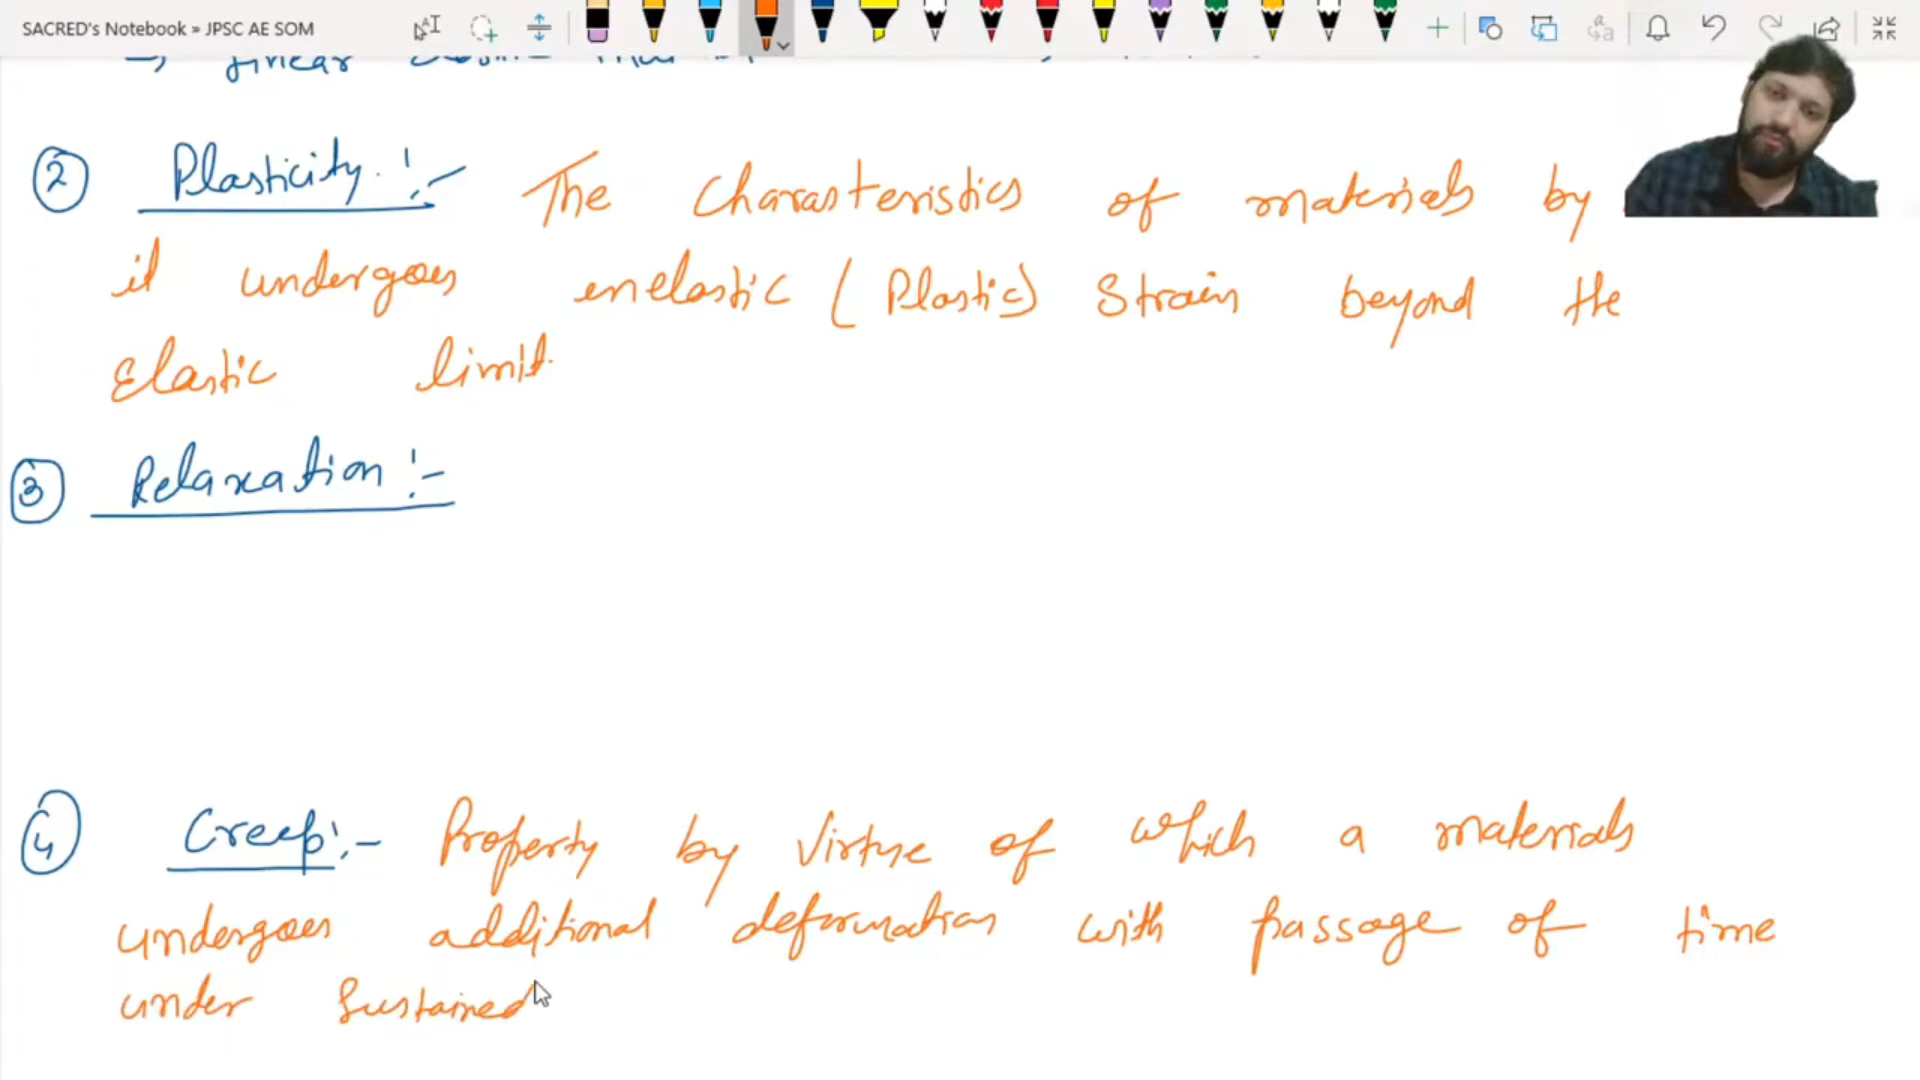 SACRED's Notebook » JPSC AE SOM
→ linear
② Plasticity :- The Characteristics of materials by
it undergoes enelastic (Plastic) Strain beyond the
Elastic limit.
③ Relaxation :-
④ Creep :- Property by virtue of which a materials
undergoes additional deformation with passage of time
under Sustained